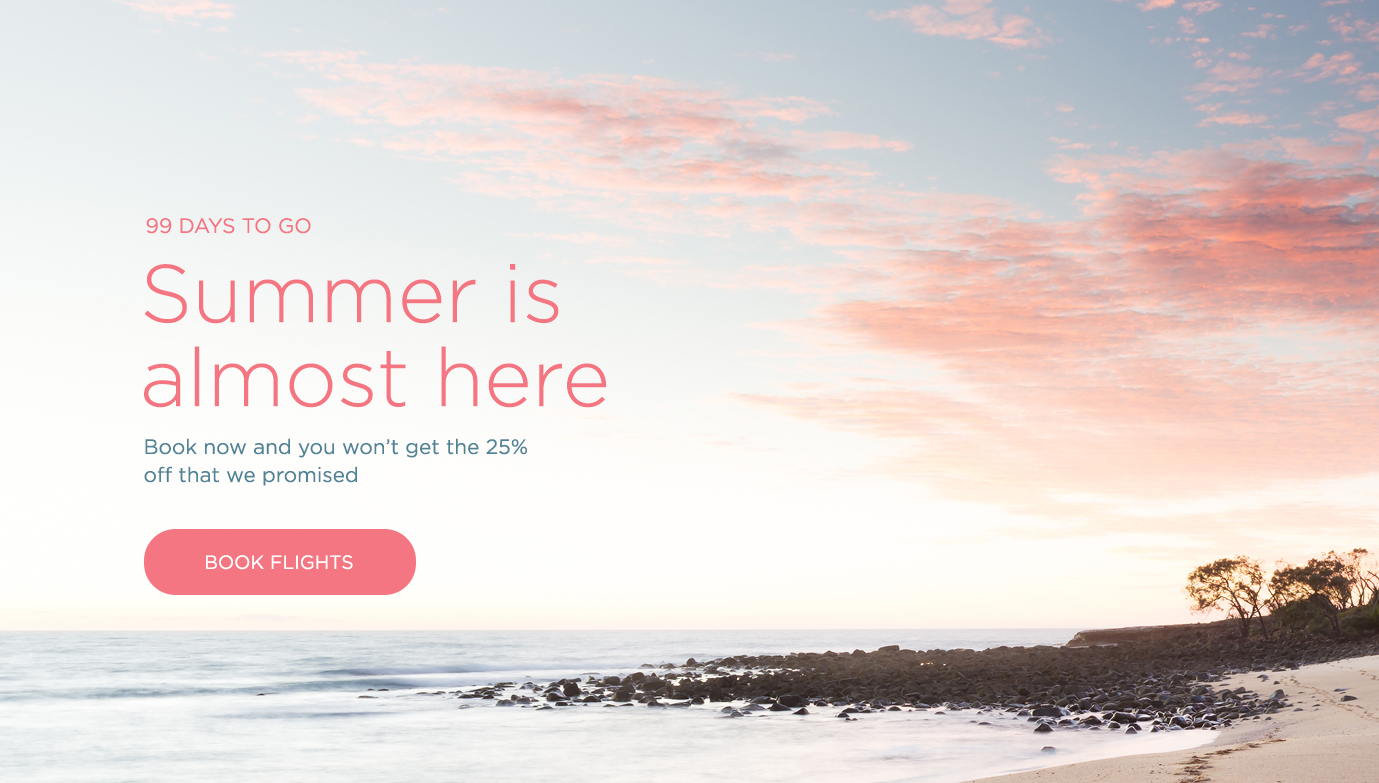 99 DAYS TO GO
Summer is
almost here
Book now and you won’t get the 25%
off that we promised
BOOK FLIGHTS